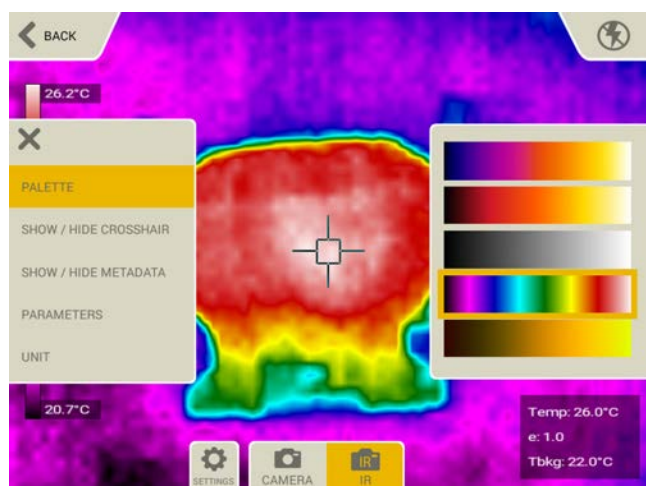 BACK
26.2°C
PALETTE
SHOW / HIDE CROSSHAIR
SHOW / HIDE METADATA
PARAMETERS
UNIT
20.7°C
Temp: 26.0°C
e: 1.0
Tbkg: 22.0°C
SETTINGS
CAMERA
IR
IR